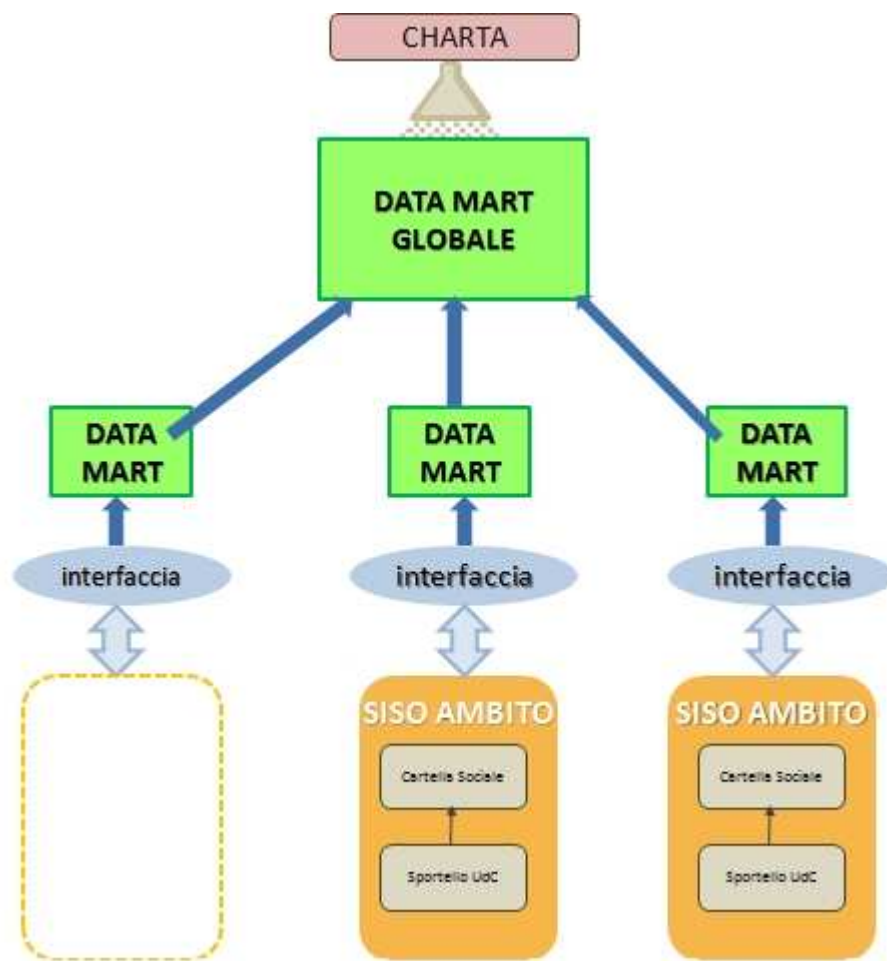 CHARTA
DATA MART
GLOBALE
DATA
MART
DATA
MART
DATA
MART
interfaccia
interfaccia
interfaccia
SISO AMBITO
SISO AMBITO
Cartella Sociale
Cartella Sociale
Sportello UdC
Sportello UdC